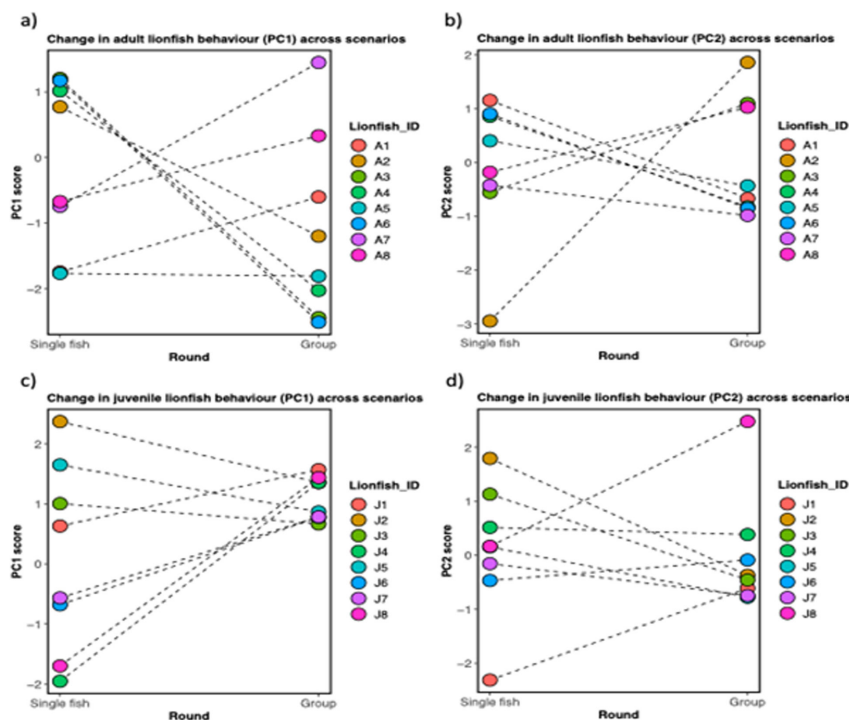 a)
Change in adult lionfish behaviour (PC1) across scenarios
PC1 score
1
0
−1
−2
Single fish
Group
Round
Lionfish_ID
A1
A2
A3
A4
A5
A6
A7
A8
b)
Change in adult lionfish behaviour (PC2) across scenarios
PC2 score
2
1
0
−1
−2
−3
Single fish
Group
Round
Lionfish_ID
A1
A2
A3
A4
A5
A6
A7
A8
c)
Change in juvenile lionfish behaviour (PC1) across scenarios
PC1 score
2
1
0
−1
−2
Single fish
Group
Round
Lionfish_ID
J1
J2
J3
J4
J5
J6
J7
J8
d)
Change in juvenile lionfish behaviour (PC2) across scenarios
PC2 score
2
1
0
−1
−2
Single fish
Group
Round
Lionfish_ID
J1
J2
J3
J4
J5
J6
J7
J8